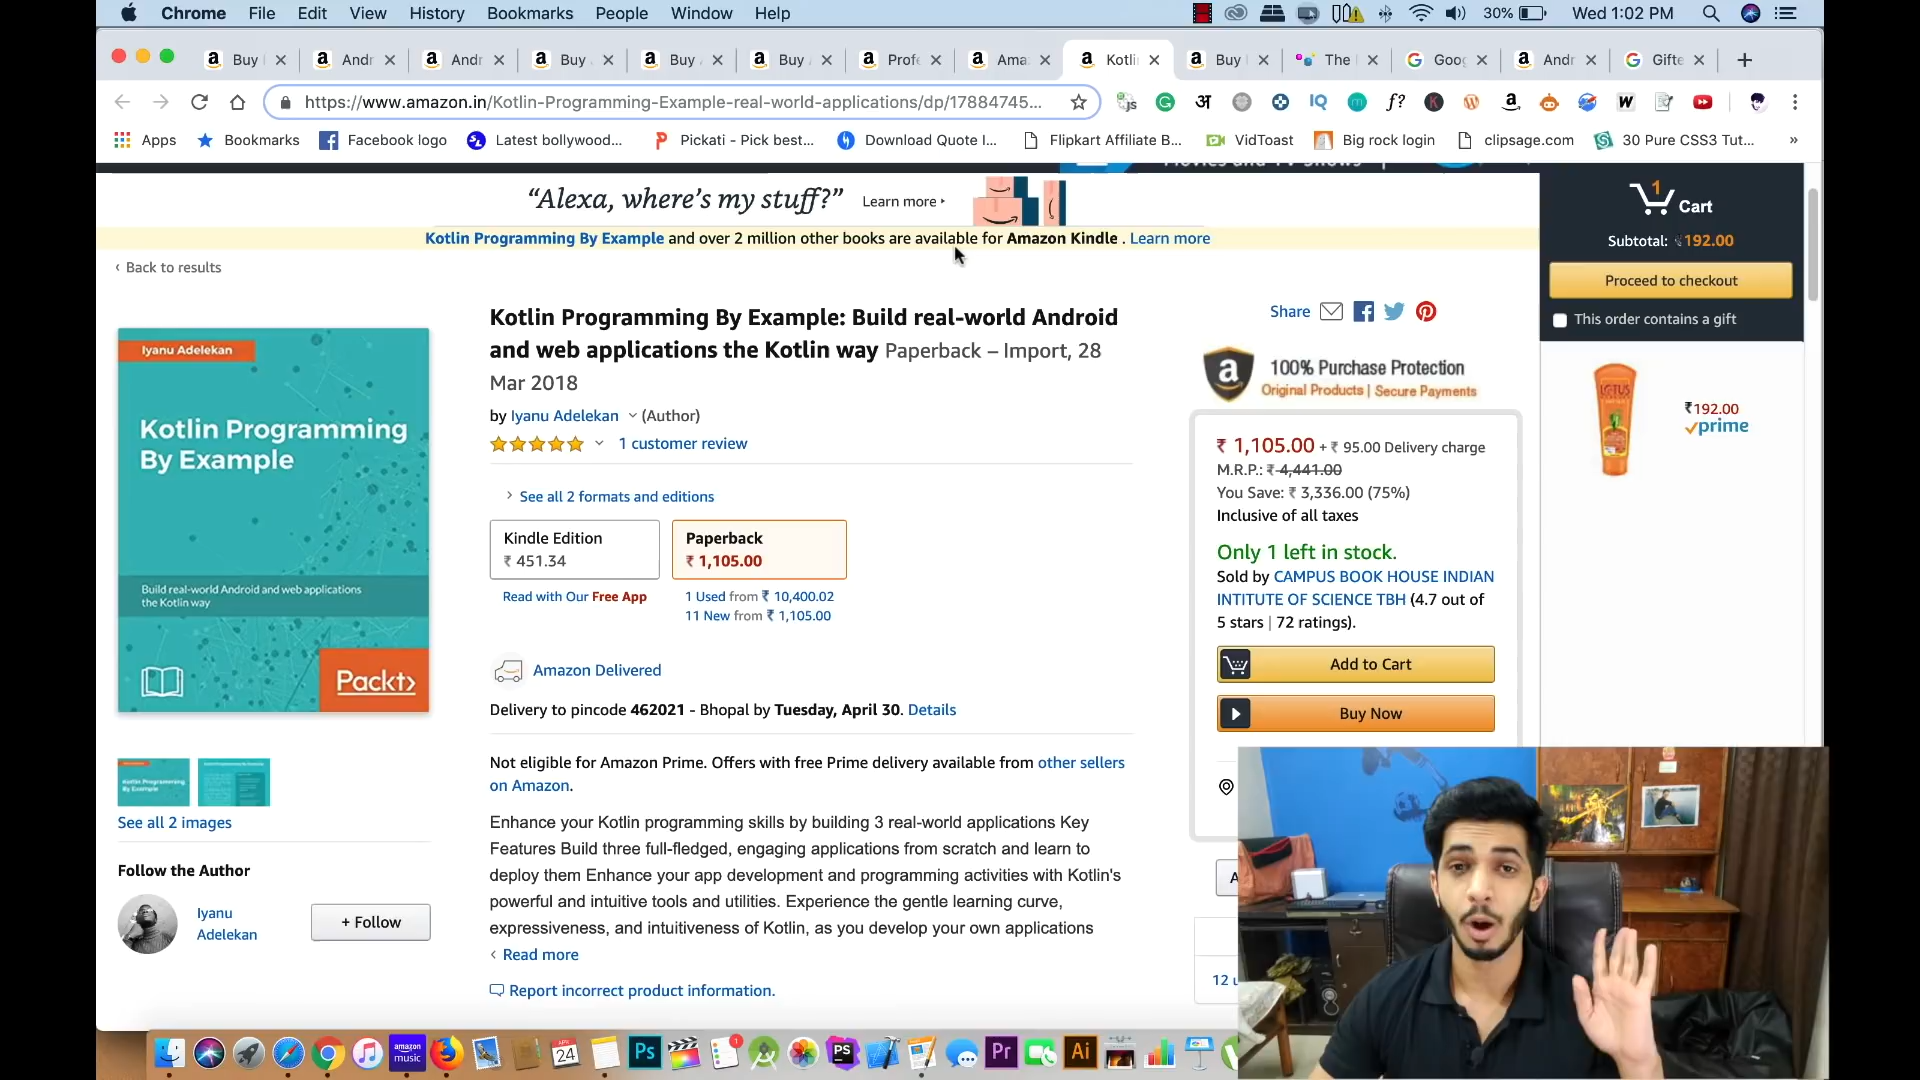 Chrome File Edit View History Bookmarks People Window Help 30% Wed 1:02 PM
Buy Andr Andr Buy Buy Buy Profe Ama Kotli Buy The Goog Andr Gifte
https://www.amazon.in/Kotlin-Programming-Example-real-world-applications/dp/17884745...
Apps Bookmarks Facebook logo Latest bollywood... Pickati - Pick best... Download Quote I... Flipkart Affiliate B... VidToast Big rock login clipsage.com 30 Pure CSS3 Tut... »
“Alexa, where’s my stuff?” Learn more
Kotlin Programming By Example and over 2 million other books are available for Amazon Kindle . Learn more
‹ Back to results
1 Cart
Subtotal: 192.00
Proceed to checkout
This order contains a gift
₹192.00
prime
Iyanu Adelekan
Kotlin Programming
By Example
Build real-world Android and web applications
the Kotlin way
Packt>
See all 2 images
Follow the Author
Iyanu
Adelekan
+ Follow
Kotlin Programming By Example: Build real-world Android
and web applications the Kotlin way Paperback – Import, 28
Mar 2018
by Iyanu Adelekan (Author)
1 customer review
See all 2 formats and editions
Kindle Edition
₹ 451.34
Paperback
₹ 1,105.00
Read with Our Free App
1 Used from ₹ 10,400.02
11 New from ₹ 1,105.00
Amazon Delivered
Delivery to pincode 462021 - Bhopal by Tuesday, April 30. Details
Not eligible for Amazon Prime. Offers with free Prime delivery available from other sellers
on Amazon.
Enhance your Kotlin programming skills by building 3 real-world applications Key
Features Build three full-fledged, engaging applications from scratch and learn to
deploy them Enhance your app development and programming activities with Kotlin's
powerful and intuitive tools and utilities. Experience the gentle learning curve,
expressiveness, and intuitiveness of Kotlin, as you develop your own applications
Read more
Report incorrect product information.
Share
100% Purchase Protection
Original Products | Secure Payments
₹ 1,105.00 + ₹ 95.00 Delivery charge
M.R.P.: ₹ 4,441.00
You Save: ₹ 3,336.00 (75%)
Inclusive of all taxes
Only 1 left in stock.
Sold by CAMPUS BOOK HOUSE INDIAN
INTITUTE OF SCIENCE TBH (4.7 out of
5 stars | 72 ratings).
Add to Cart
Buy Now
12
amazon music APR 24 Ps 1 PS Pr Ai